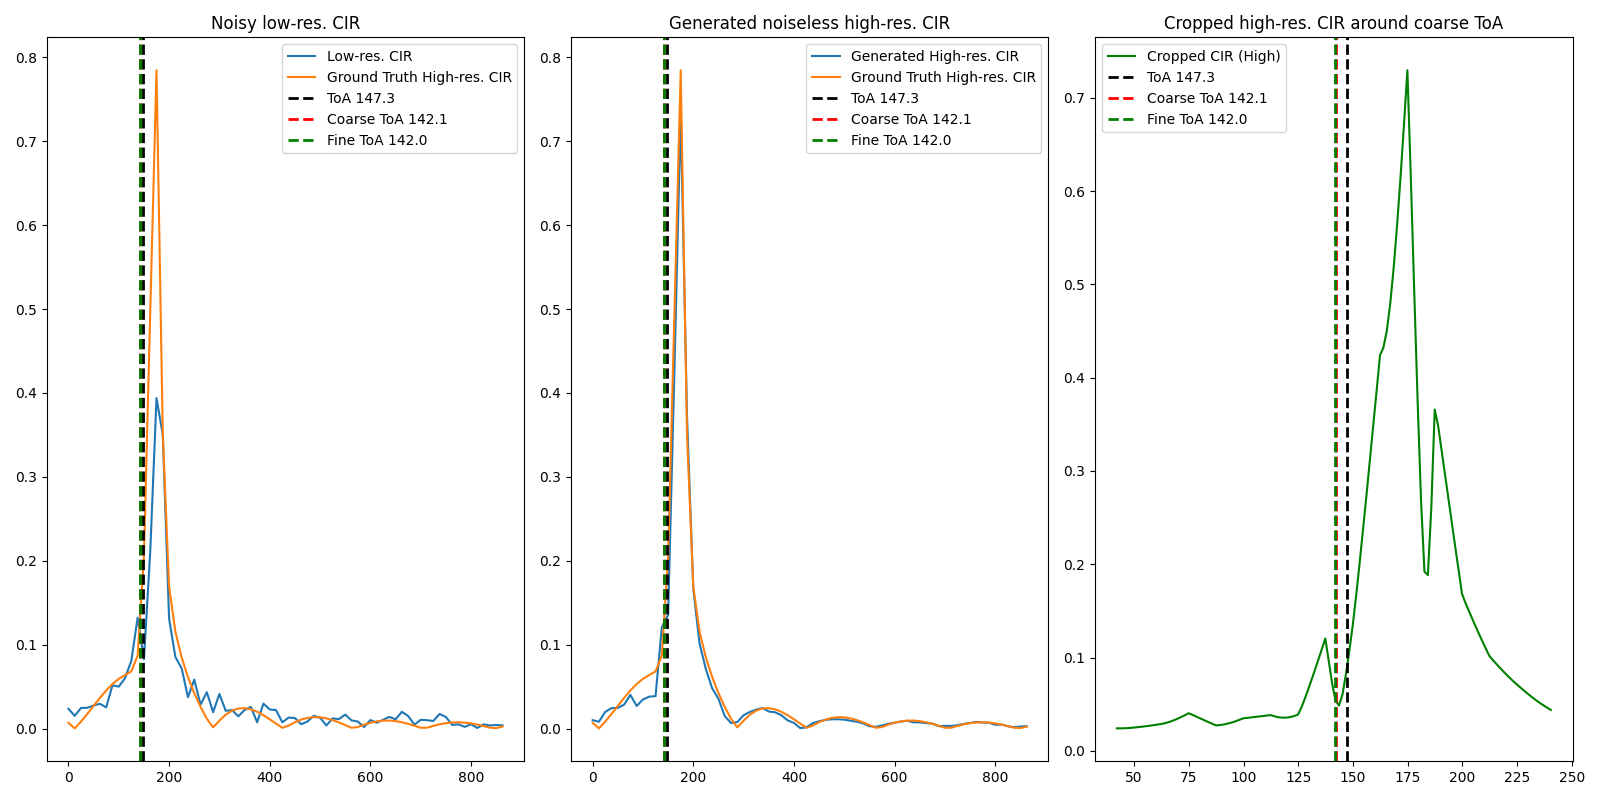 Noisy low-res. CIR
Low-res. CIR
Ground Truth High-res. CIR
ToA 147.3
Coarse ToA 142.1
Fine ToA 142.0
0.8
0.7
0.6
0.5
0.4
0.3
0.2
0.1
0.0
0 200 400 600 800
Generated noiseless high-res. CIR
Generated High-res. CIR
Ground Truth High-res. CIR
ToA 147.3
Coarse ToA 142.1
Fine ToA 142.0
0.8
0.7
0.6
0.5
0.4
0.3
0.2
0.1
0.0
0 200 400 600 800
Cropped high-res. CIR around coarse ToA
Cropped CIR (High)
ToA 147.3
Coarse ToA 142.1
Fine ToA 142.0
0.7
0.6
0.5
0.4
0.3
0.2
0.1
0.0
50 75 100 125 150 175 200 225 250